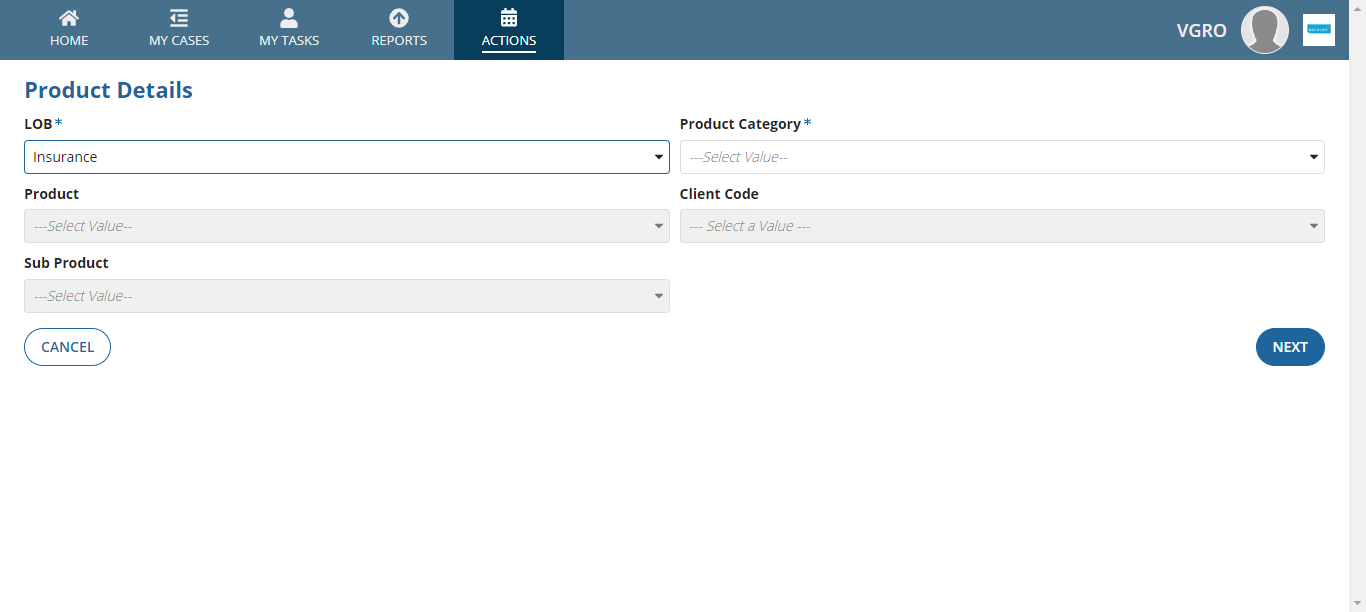 HOME
MY CASES
MY TASKS
REPORTS
ACTIONS
VGRO
Product Details
LOB*
Product Category*
Insurance
---Select Value--
Product
Client Code
---Select Value--
--- Select a Value ---
Sub Product
---Select Value--
CANCEL
NEXT